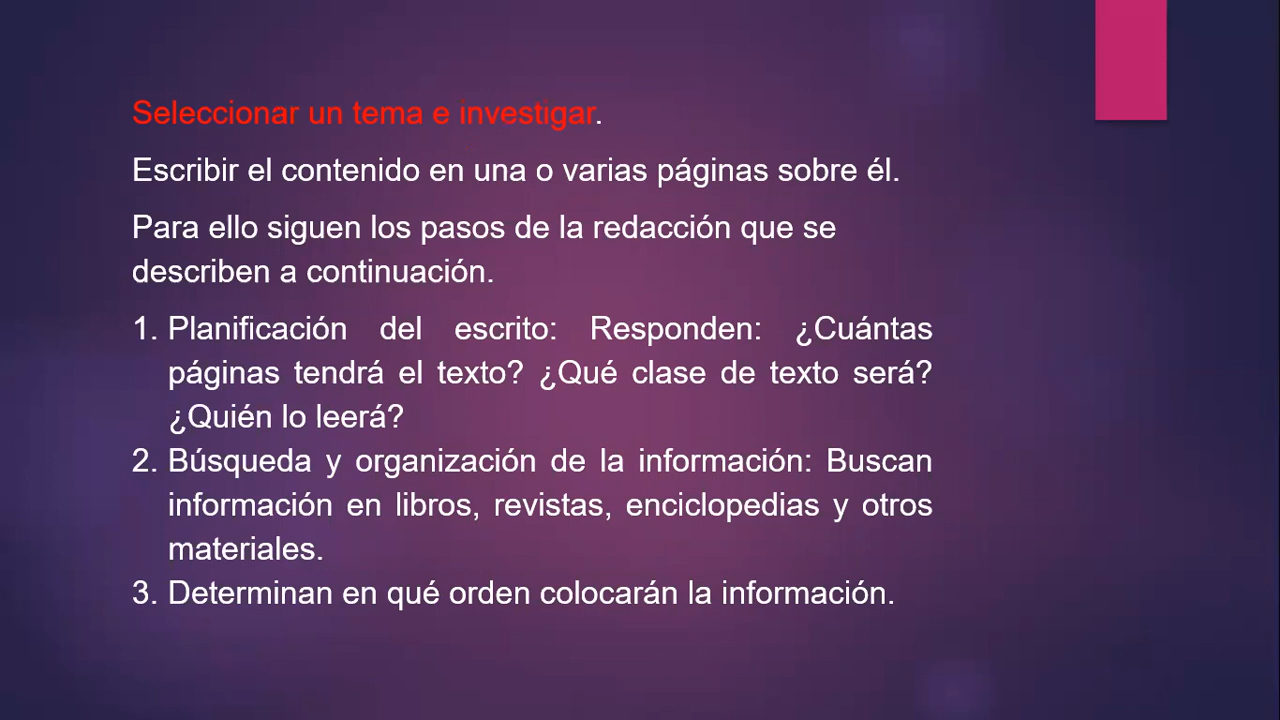 Seleccionar un tema e investigar.
Escribir el contenido en una o varias páginas sobre él.
Para ello siguen los pasos de la redacción que se
describen a continuación.
1. Planificación del escrito: Responden: ¿Cuántas
páginas tendrá el texto? ¿Qué clase de texto será?
¿Quién lo leerá?
2. Búsqueda y organización de la información: Buscan
información en libros, revistas, enciclopedias y otros
materiales.
3. Determinan en qué orden colocarán la información.